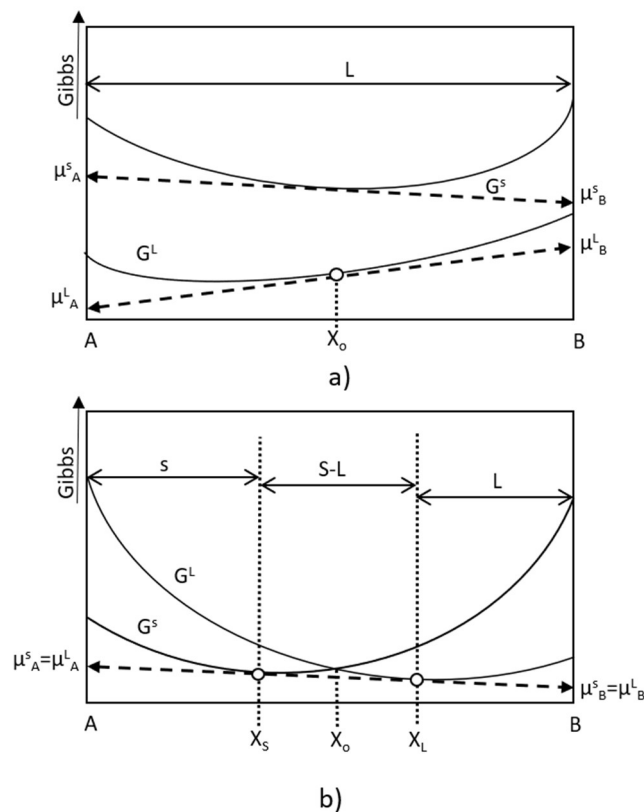 Gibbs
L
μˢA
Gˢ
μˢB
μᴸB
Gᴸ
μᴸA
A
Xₒ
B
a)
Gibbs
s
S-L
L
Gᴸ
Gˢ
μˢA=μᴸA
μˢB=μᴸB
A
XS
Xₒ
XL
B
b)